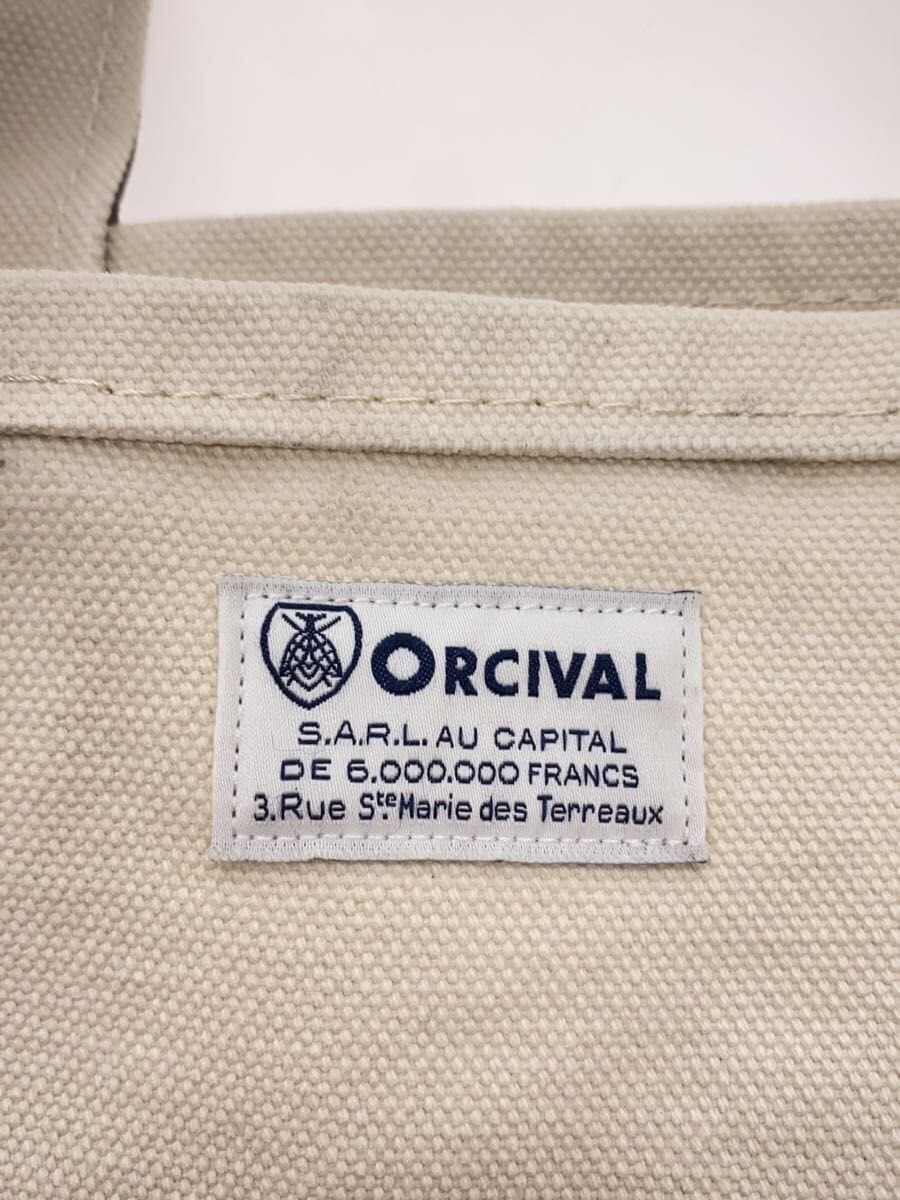 ORCIVAL
S.A.R.L. AU CAPITAL
DE 6.000.000 FRANCS
3.Rue Ste. Marie des Terreaux